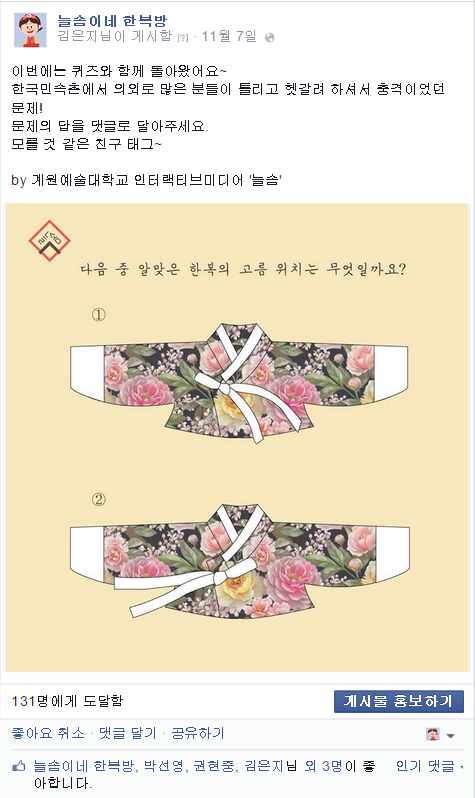 늘솜이네 한복방
김은지님이 게시함 [?] · 11월 7일
이번에는 퀴즈와 함께 돌아왔어요~
한국민속촌에서 의외로 많은 분들이 틀리고 헷갈려 하셔서 충격이었던
문제!
문제의 답을 댓글로 달아주세요.
모를 것 같은 친구 태그~
by 계원예술대학교 인터랙티브미디어 '늘솜'
늘솜
다음 중 알맞은 한복의 고름 위치는 무엇일까요?
①
②
131명에게 도달함
게시물 홍보하기
좋아요 취소 · 댓글 달기 · 공유하기
늘솜이네 한복방, 박선영, 권현중, 김은지님 외 3명이 좋
아합니다.
인기 댓글